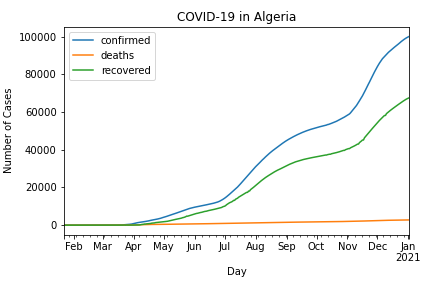 COVID-19 in Algeria
confirmed
deaths
recovered
Number of Cases
100000
80000
60000
40000
20000
0
Feb Mar Apr May Jun Jul Aug Sep Oct Nov Dec Jan
2021
Day